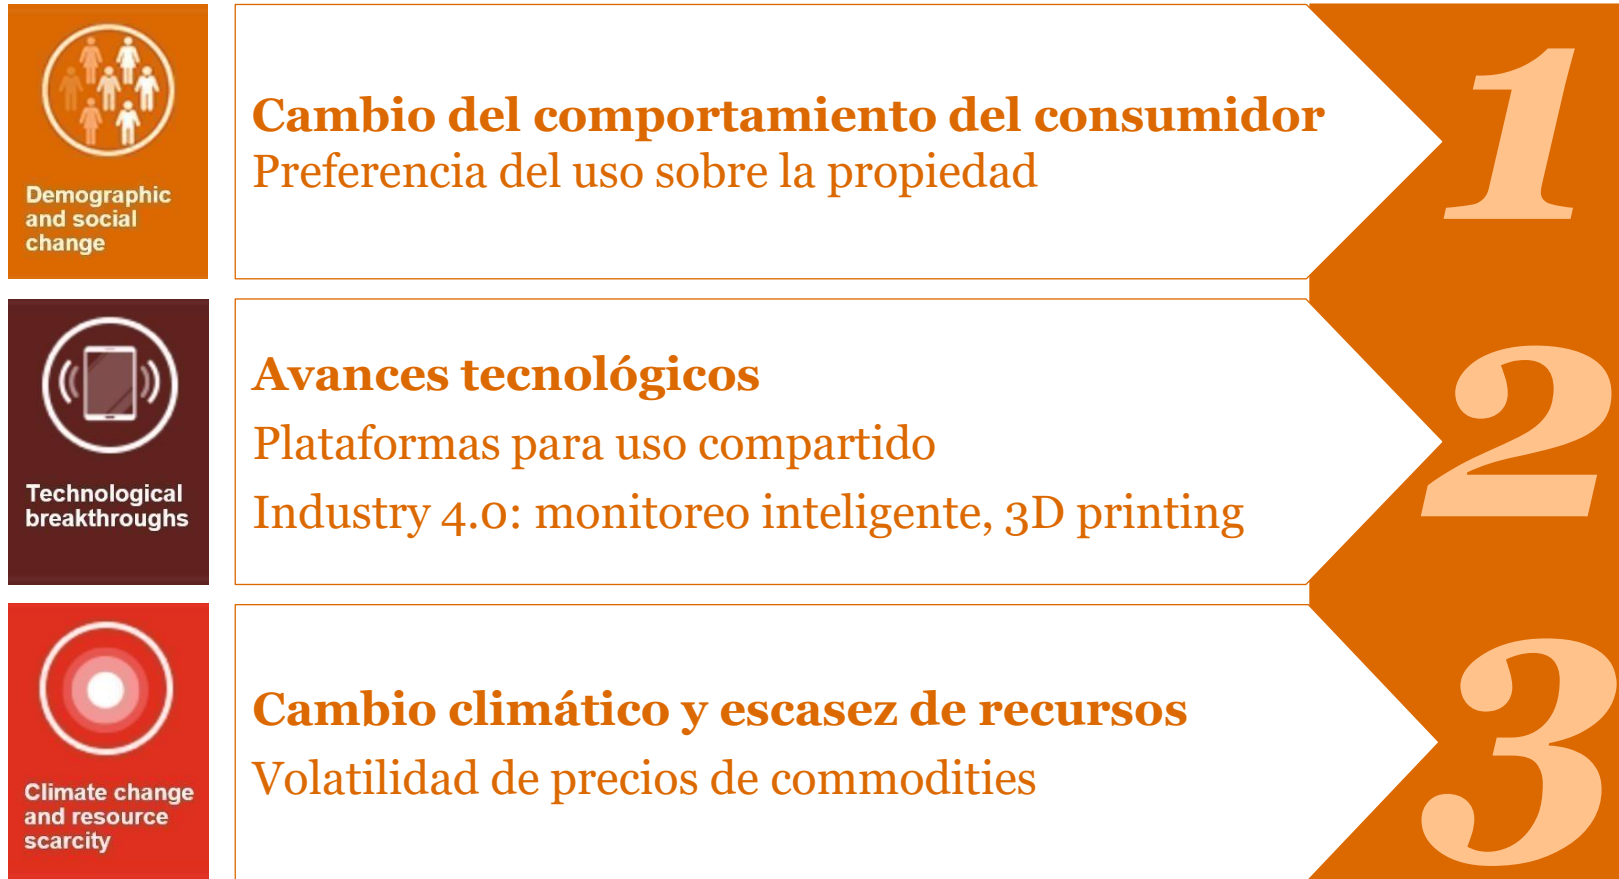 Demographic
and social
change
Cambio del comportamiento del consumidor
Preferencia del uso sobre la propiedad
1
Technological
breakthroughs
Avances tecnológicos
Plataformas para uso compartido
Industry 4.0: monitoreo inteligente, 3D printing
2
Climate change
and resource
scarcity
Cambio climático y escasez de recursos
Volatilidad de precios de commodities
3